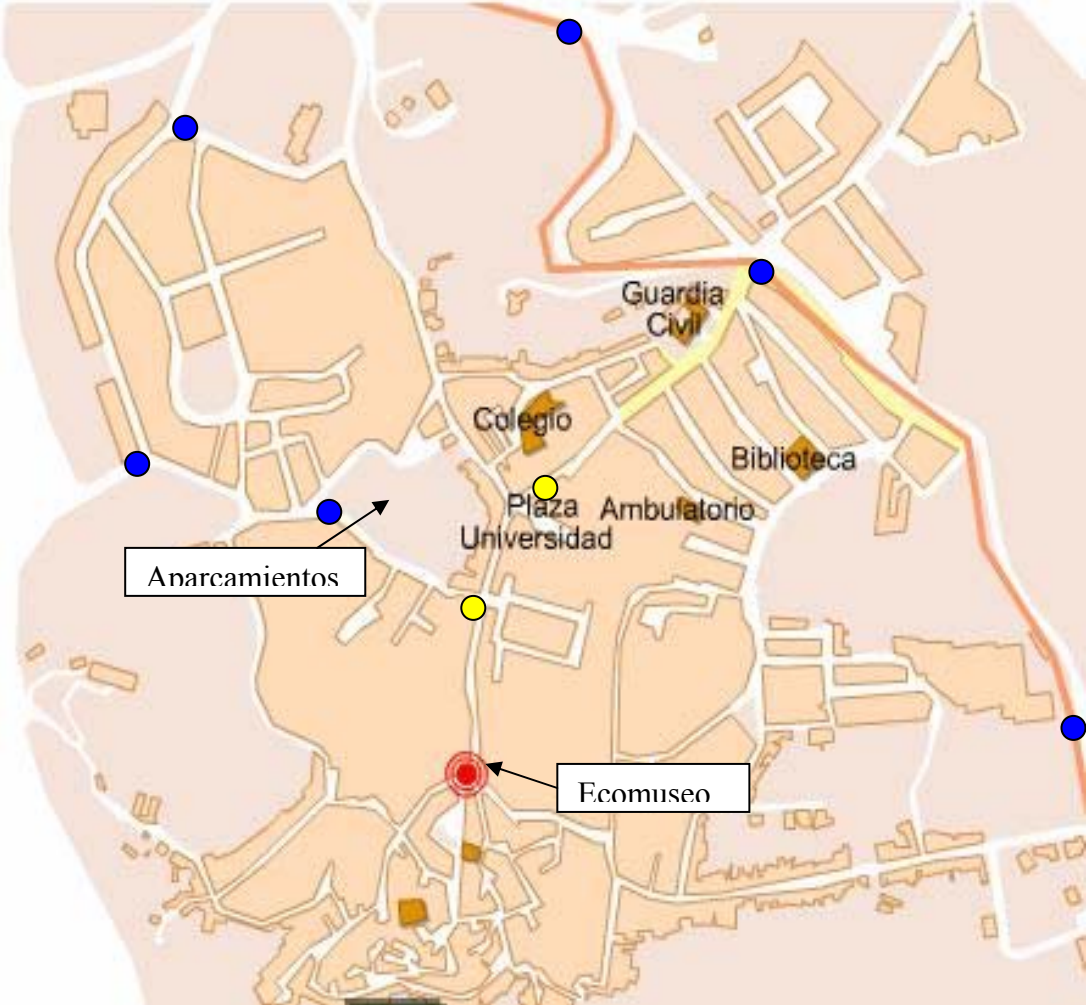 Guardia
Civil
Colegio
Biblioteca
Plaza
Universidad
Ambulatorio
Aparcamientos
Ecomuseo